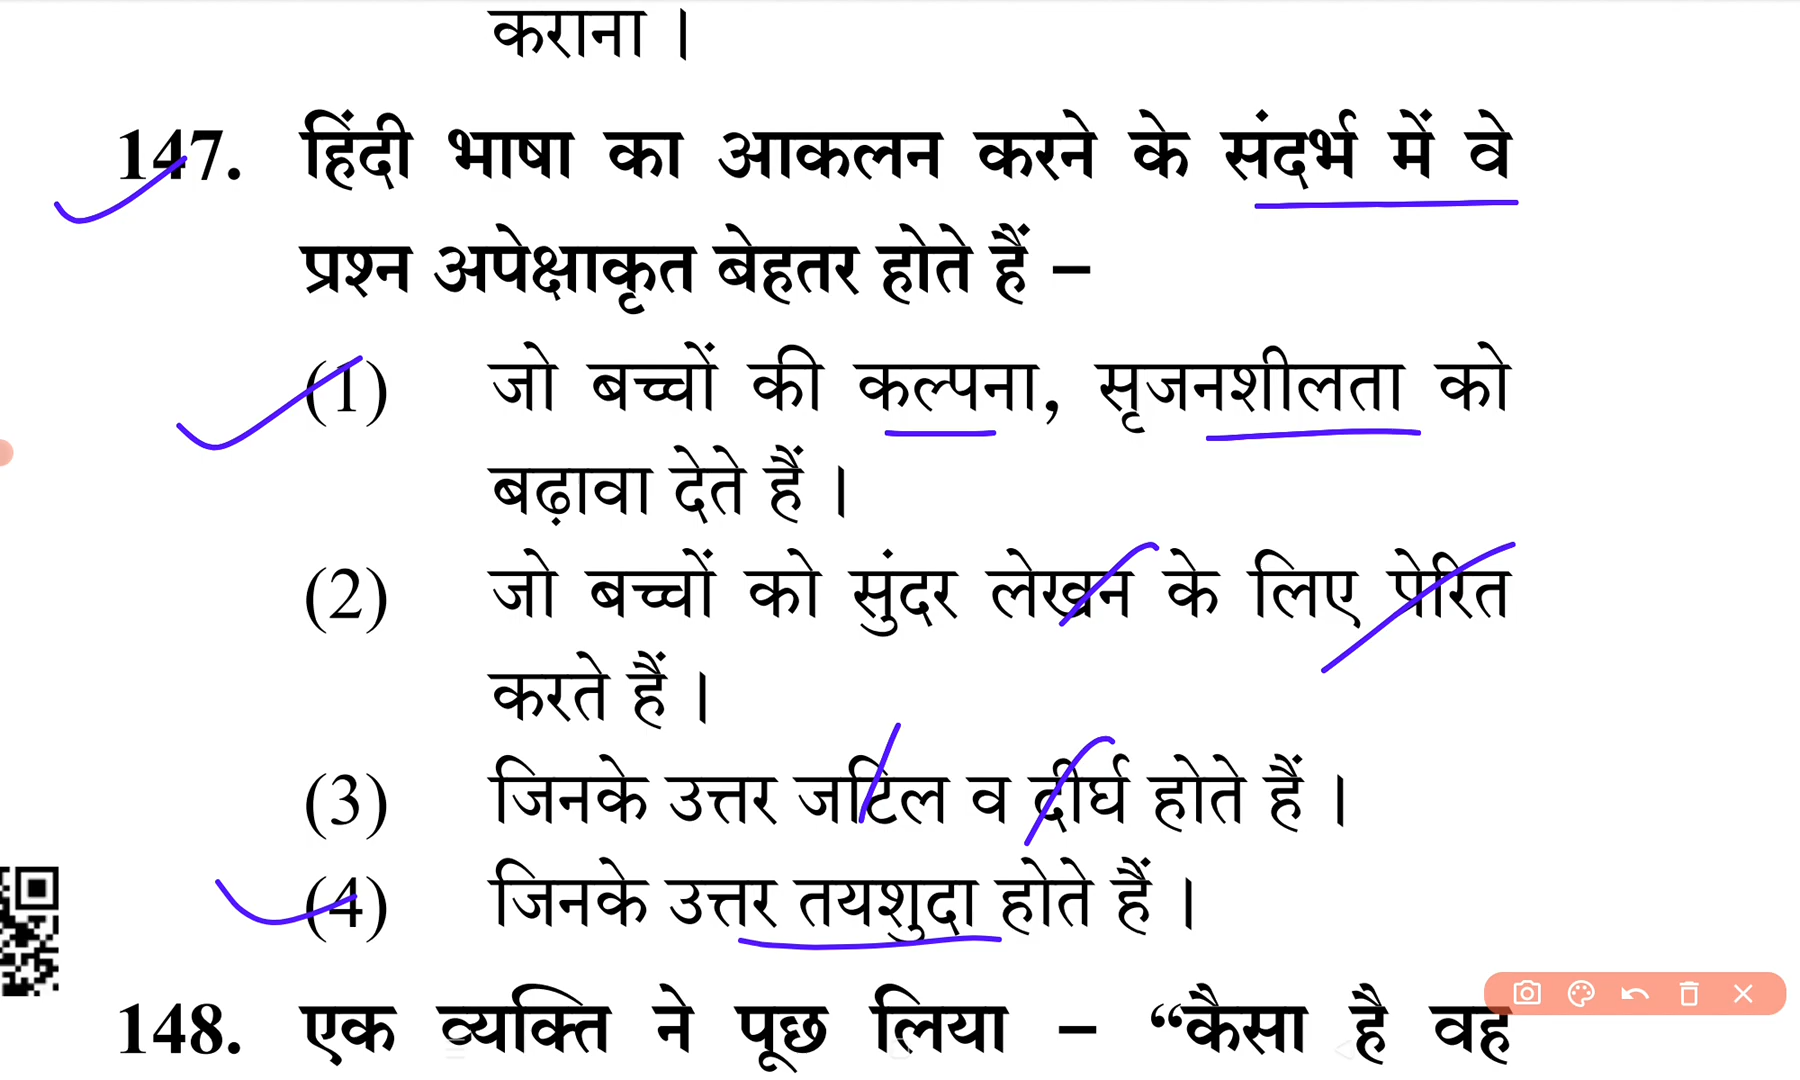 कराना ।
147. हिंदी भाषा का आकलन करने के संदर्भ में वे
प्रश्न अपेक्षाकृत बेहतर होते हैं –
(1) जो बच्चों की कल्पना, सृजनशीलता को
बढ़ावा देते हैं ।
(2) जो बच्चों को सुंदर लेखन के लिए पेरित
करते हैं ।
(3) जिनके उत्तर जटिल व दीर्घ होते हैं ।
(4) जिनके उत्तर तयशुदा होते हैं ।
148. एक व्यक्ति ने पूछ लिया – “कैसा है वह